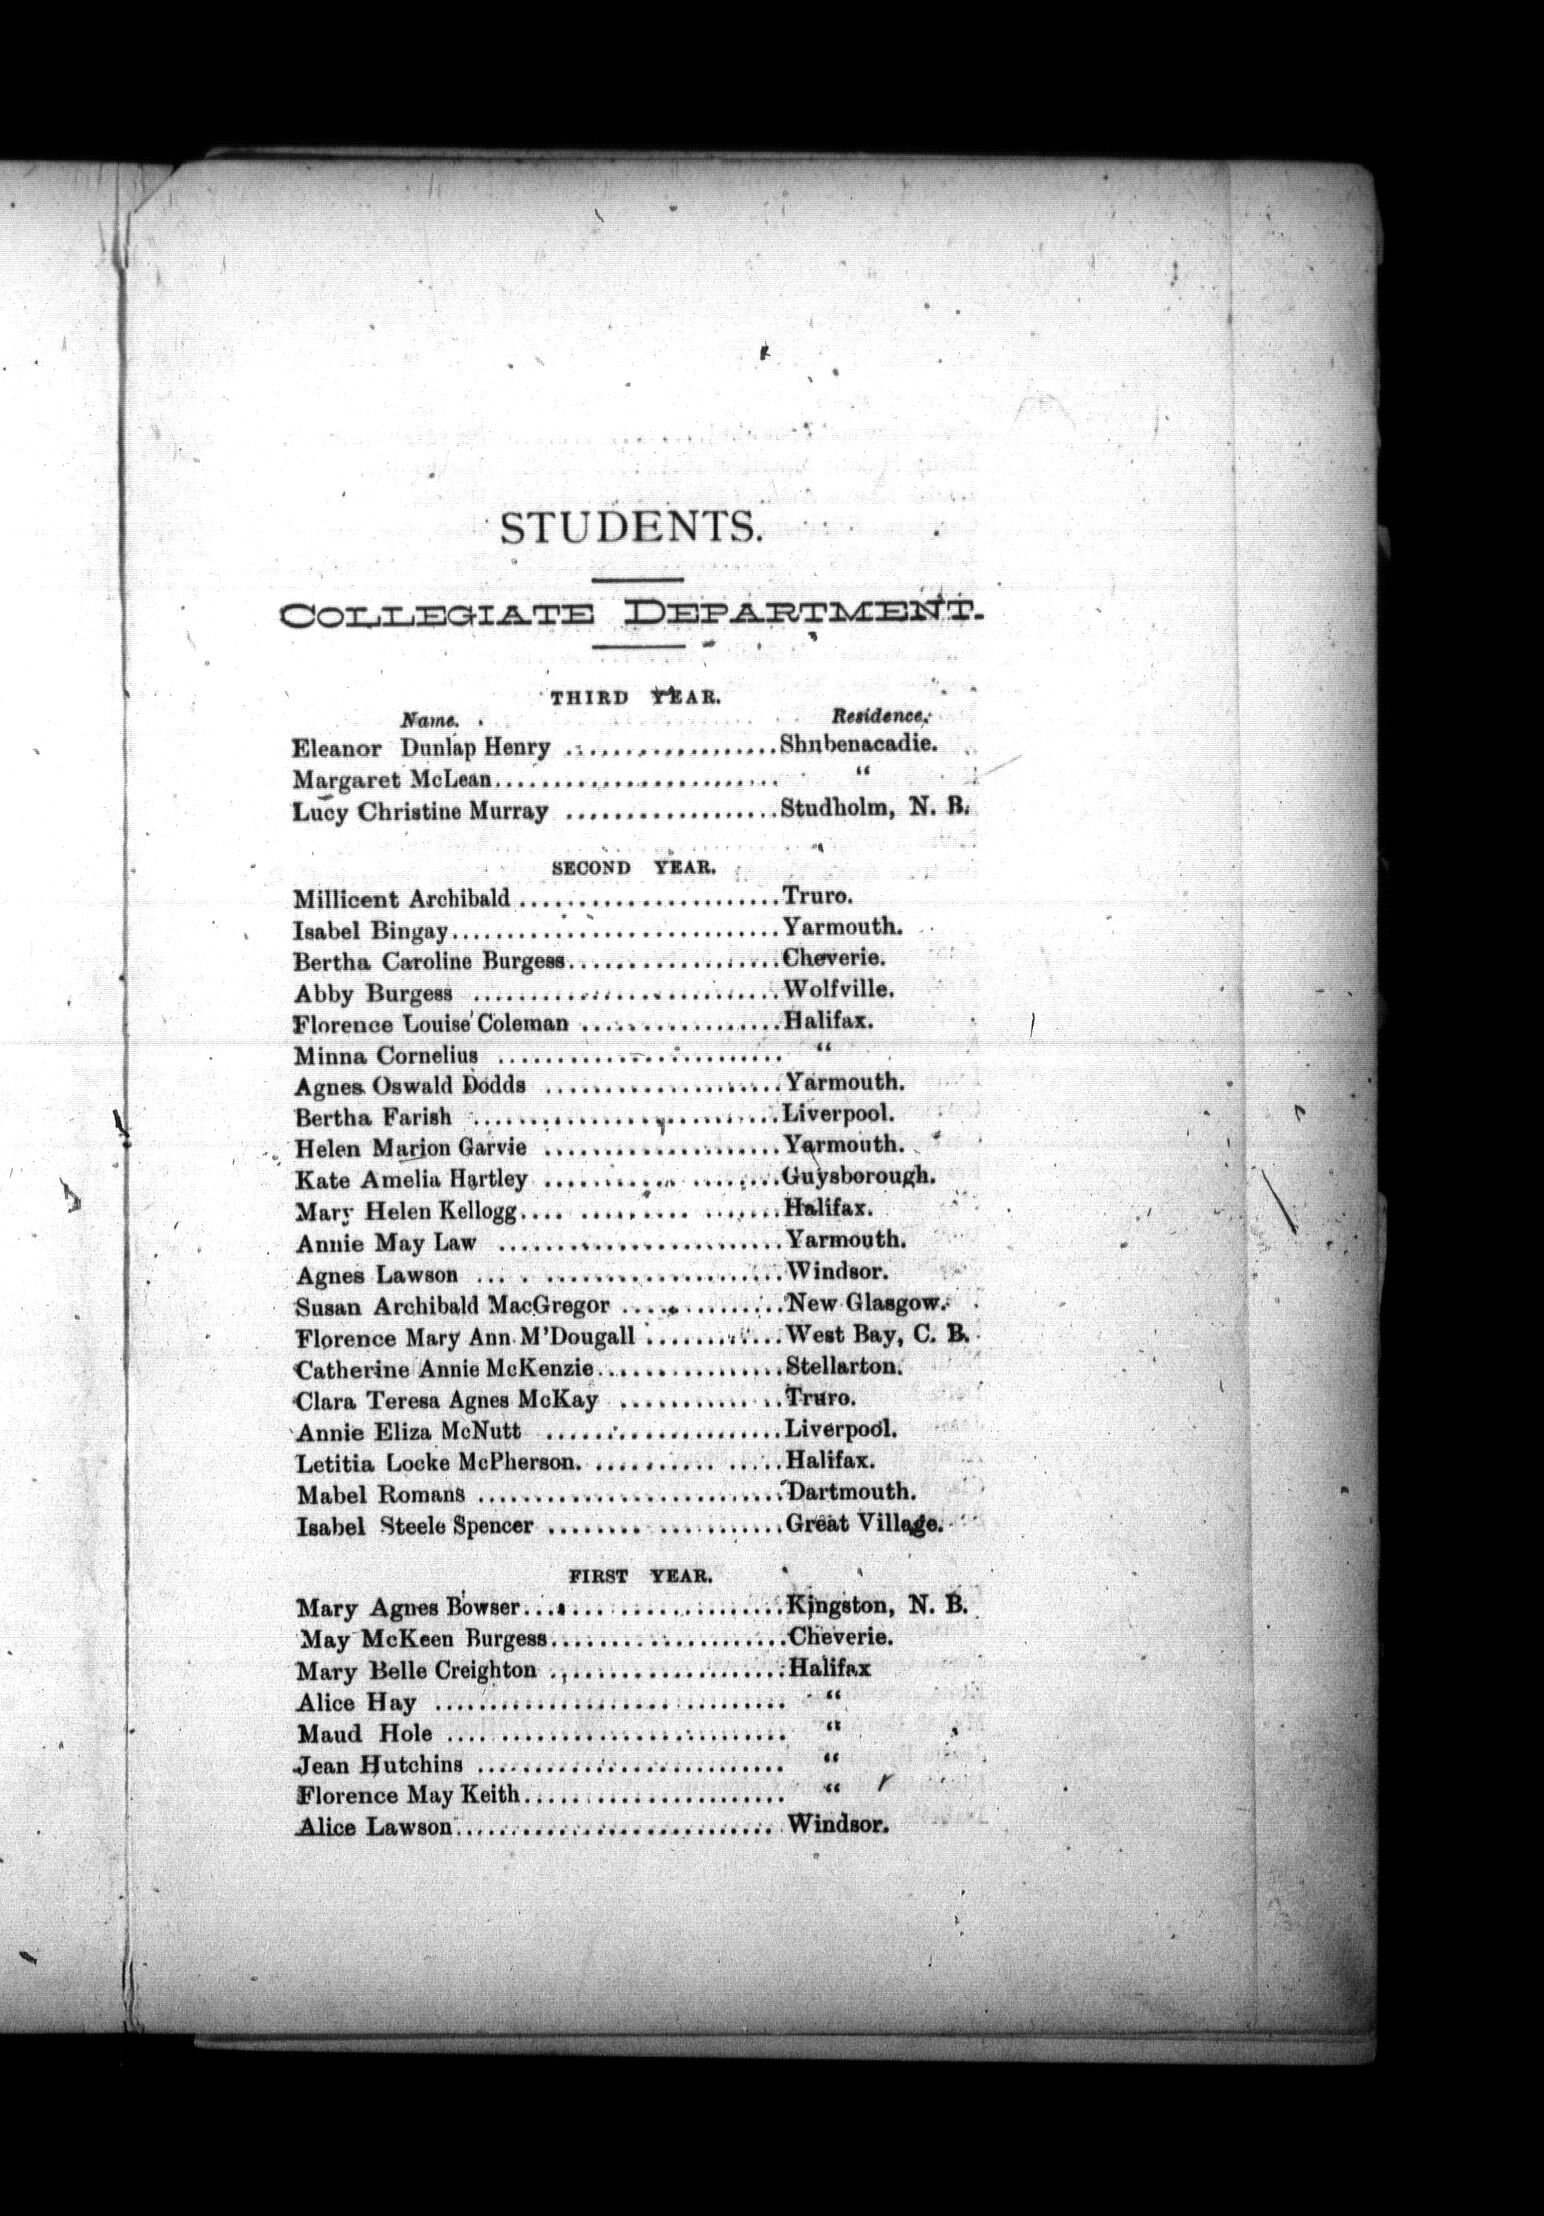 STUDENTS.
COLLEGIATE DEPARTMENT.
THIRD YEAR.
Name. Residence.
Eleanor Dunlap Henry .................. Shubenacadie.
Margaret McLean........................ "
Lucy Christine Murray .................. Studholm, N. B.
SECOND YEAR.
Millicent Archibald ...................... Truro.
Isabel Bingay............................ Yarmouth.
Bertha Caroline Burgess.................. Cheverie.
Abby Burgess .......................... Wolfville.
Florence Louise Coleman ................. Halifax.
Minna Cornelius ........................ "
Agnes Oswald Dodds .................... Yarmouth.
Bertha Farish .......................... Liverpool.
Helen Marion Garvie .................... Yarmouth.
Kate Amelia Hartley .................... Guysborough.
Mary Helen Kellogg.... ......... ....... Halifax.
Annie May Law ........................ Yarmouth.
Agnes Lawson ... . .................... Windsor.
Susan Archibald MacGregor .............. New Glasgow.
Florence Mary Ann M'Dougall ............ West Bay, C. B.
Catherine Annie McKenzie................ Stellarton.
Clara Teresa Agnes McKay ........... .. Truro.
Annie Eliza McNutt .................... Liverpool.
Letitia Locke McPherson. .......... ..... Halifax.
Mabel Romans .......................... Dartmouth.
Isabel Steele Spencer ........ ........... Great Village.
FIRST YEAR.
Mary Agnes Bowser....... .............. Kingston, N. B.
May McKeen Burgess.................... Cheverie.
Mary Belle Creighton .................... Halifax
Alice Hay .............................. "
Maud Hole ............................. "
Jean Hutchins .......................... "
Florence May Keith...................... "
Alice Lawson........................... Windsor.